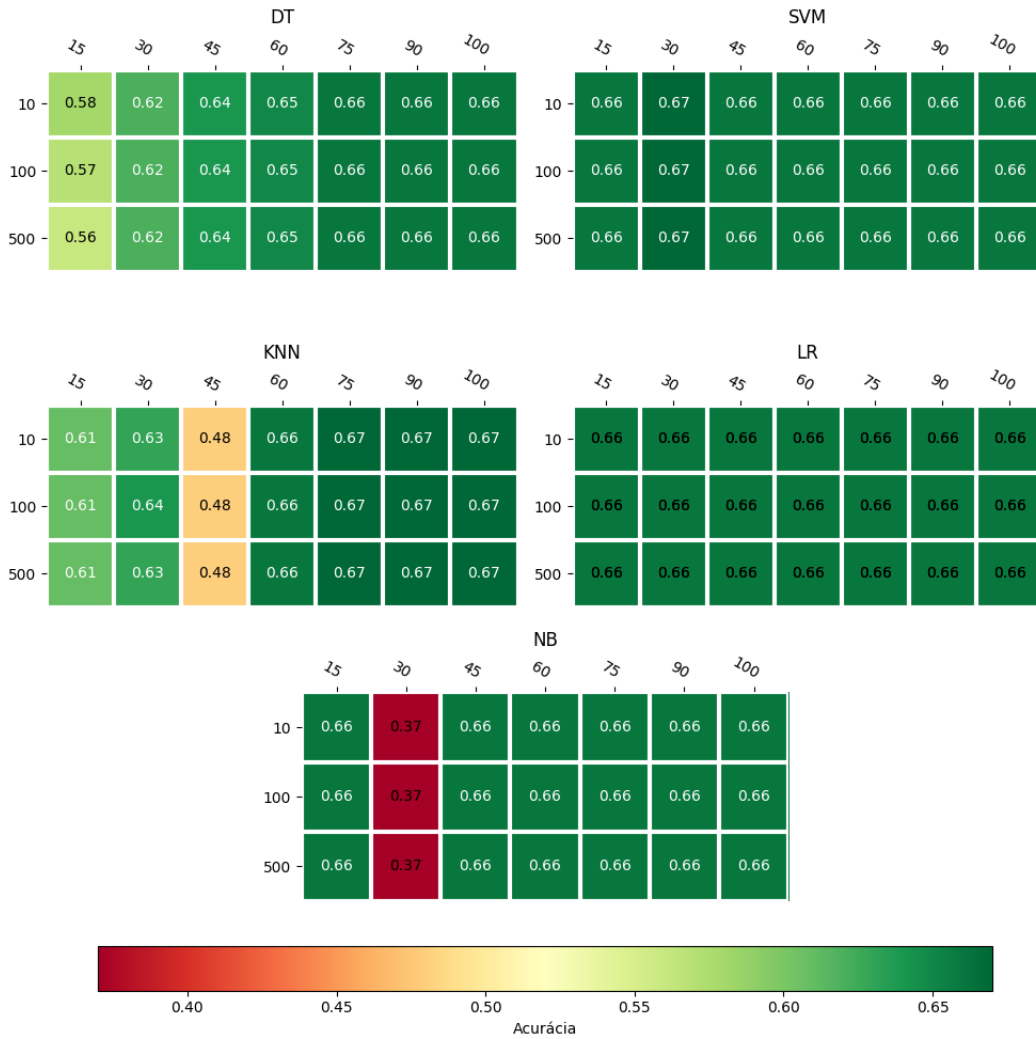 DT
15 30 45 60 75 90 100
10 0.58 0.62 0.64 0.65 0.66 0.66 0.66
100 0.57 0.62 0.64 0.65 0.66 0.66 0.66
500 0.56 0.62 0.64 0.65 0.66 0.66 0.66
SVM
15 30 45 60 75 90 100
10 0.66 0.67 0.66 0.66 0.66 0.66 0.66
100 0.66 0.67 0.66 0.66 0.66 0.66 0.66
500 0.66 0.67 0.66 0.66 0.66 0.66 0.66
KNN
15 30 45 60 75 90 100
10 0.61 0.63 0.48 0.66 0.67 0.67 0.67
100 0.61 0.64 0.48 0.66 0.67 0.67 0.67
500 0.61 0.63 0.48 0.66 0.67 0.67 0.67
LR
15 30 45 60 75 90 100
10 0.66 0.66 0.66 0.66 0.66 0.66 0.66
100 0.66 0.66 0.66 0.66 0.66 0.66 0.66
500 0.66 0.66 0.66 0.66 0.66 0.66 0.66
NB
15 30 45 60 75 90 100
10 0.66 0.37 0.66 0.66 0.66 0.66 0.66
100 0.66 0.37 0.66 0.66 0.66 0.66 0.66
500 0.66 0.37 0.66 0.66 0.66 0.66 0.66
0.40 0.45 0.50 0.55 0.60 0.65
Acurácia